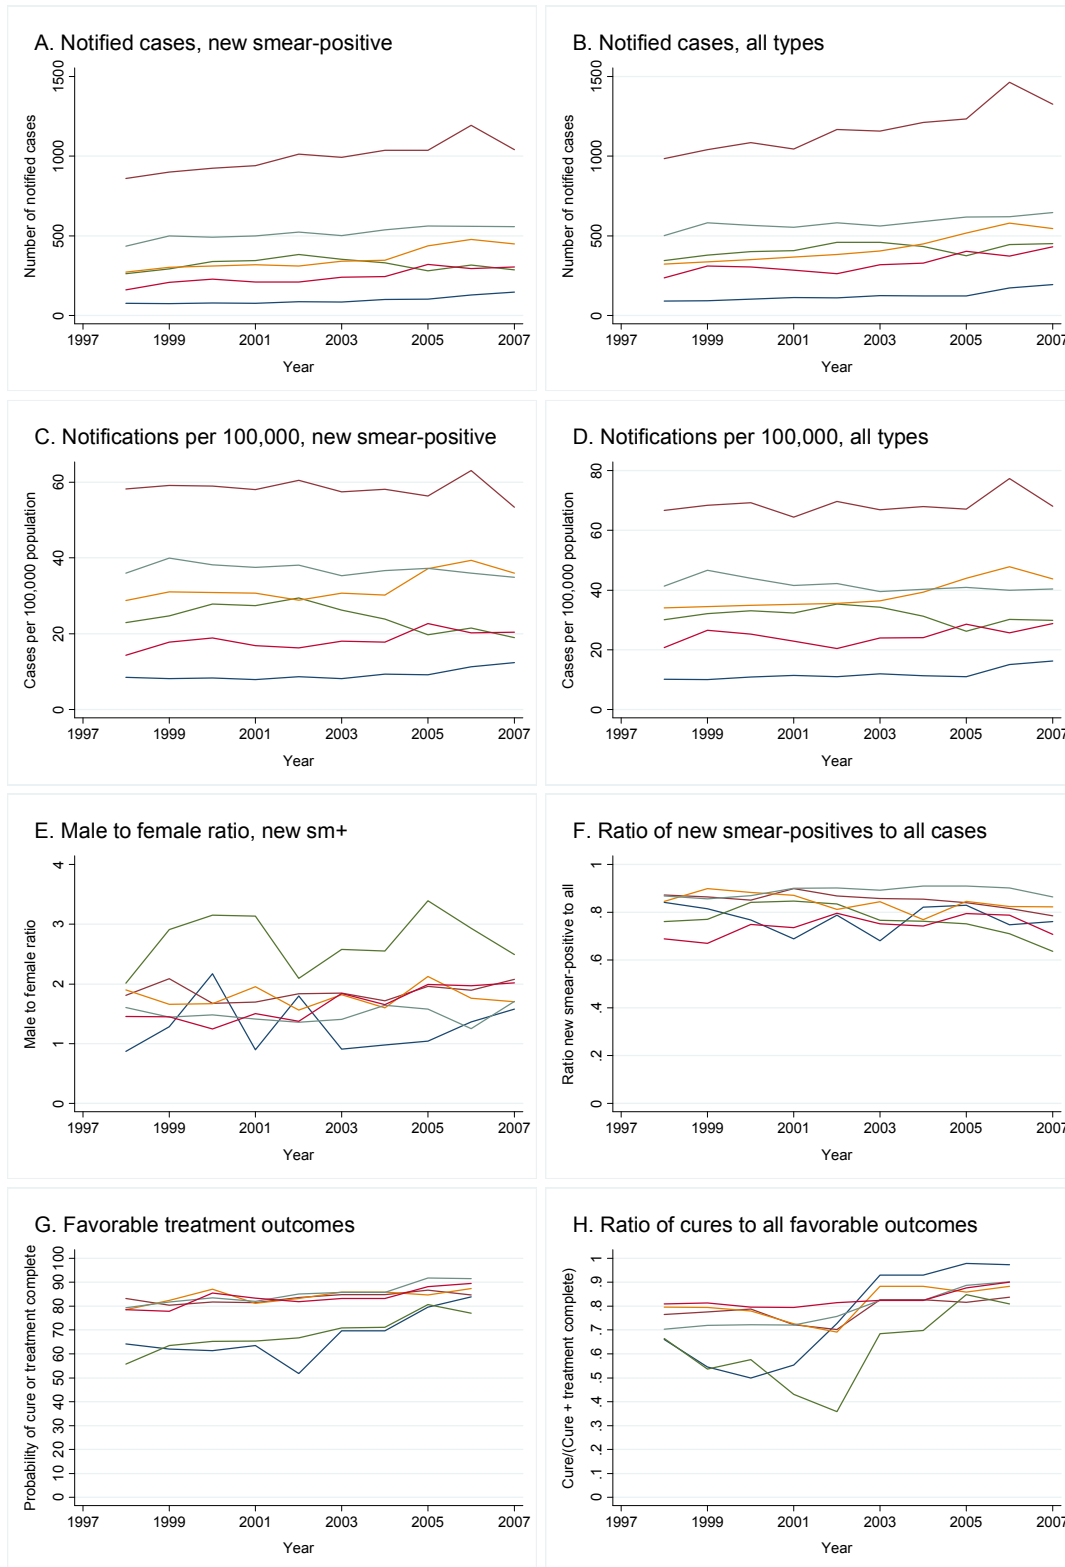 A. Notified cases, new smear-positive
Number of notified cases
1500
1000
500
0
1997 1999 2001 2003 2005 2007
Year
B. Notified cases, all types
Number of notified cases
1500
1000
500
0
1997 1999 2001 2003 2005 2007
Year
C. Notifications per 100,000, new smear-positive
Cases per 100,000 population
60
40
20
0
1997 1999 2001 2003 2005 2007
Year
D. Notifications per 100,000, all types
Cases per 100,000 population
80
60
40
20
0
1997 1999 2001 2003 2005 2007
Year
E. Male to female ratio, new sm+
Male to female ratio
4
3
2
1
0
1997 1999 2001 2003 2005 2007
Year
F. Ratio of new smear-positives to all cases
Ratio new smear-positive to all
1
.8
.6
.4
.2
0
1997 1999 2001 2003 2005 2007
Year
G. Favorable treatment outcomes
Probability of cure or treatment complete
100
90
80
70
60
50
40
30
20
10
0
1997 1999 2001 2003 2005 2007
Year
H. Ratio of cures to all favorable outcomes
Cure/(Cure + treatment complete)
1
.9
.8
.7
.6
.5
.4
.3
.2
.1
0
1997 1999 2001 2003 2005 2007
Year